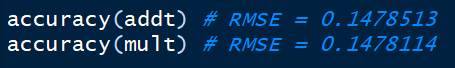 accuracy(addt) # RMSE = 0.1478513
accuracy(mult) # RMSE = 0.1478114